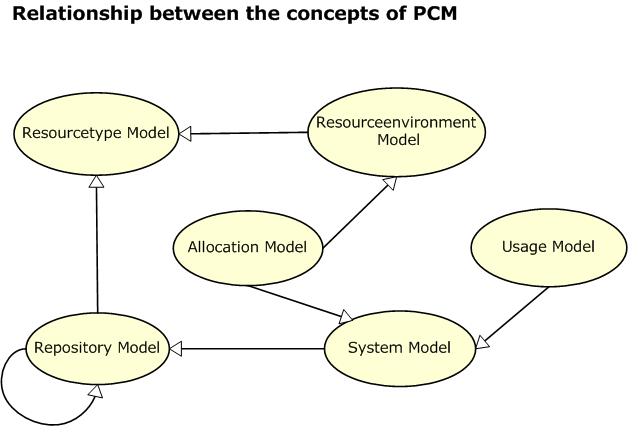 Relationship between the concepts of PCM
Resourcetype Model
Resourceenvironment
Model
Allocation Model
Usage Model
Repository Model
System Model